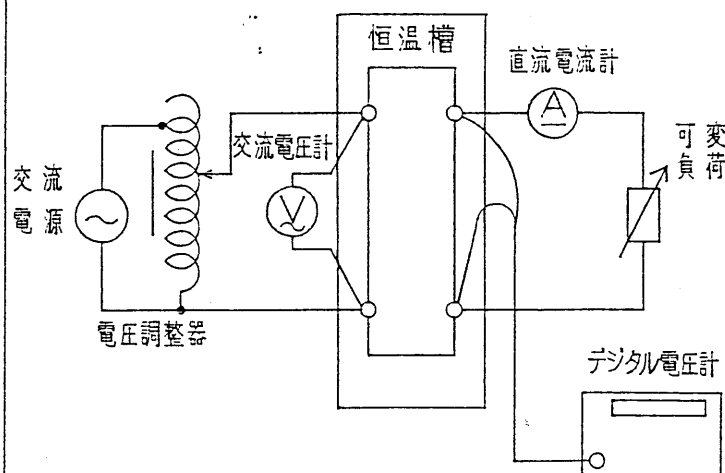 恒温槽
直流電流計
A
可変
負荷
交流電圧計
V
交流
電源
電圧調整器
デジタル電圧計